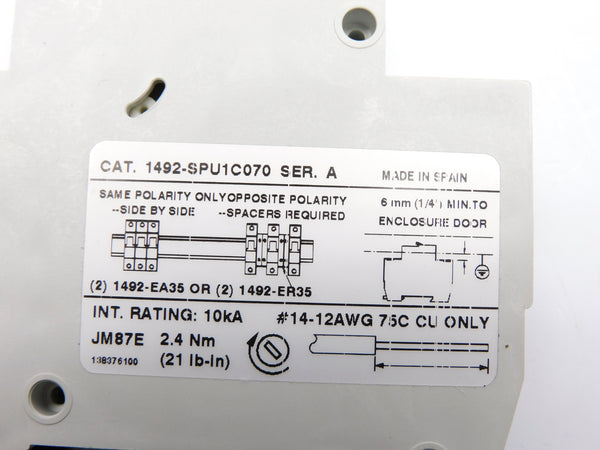 CAT. 1492-SPU1C070 SER. A
MADE IN SPAIN
SAME POLARITY ONLY
--SIDE BY SIDE
OPPOSITE POLARITY
--SPACERS REQUIRED
6 mm (1/4") MIN.TO
ENCLOSURE DOOR
(2) 1492-EA35 OR (2) 1492-ER35
INT. RATING: 10kA
#14-12AWG 75C CU ONLY
JM87E
138376100
2.4 Nm
(21 lb-in)